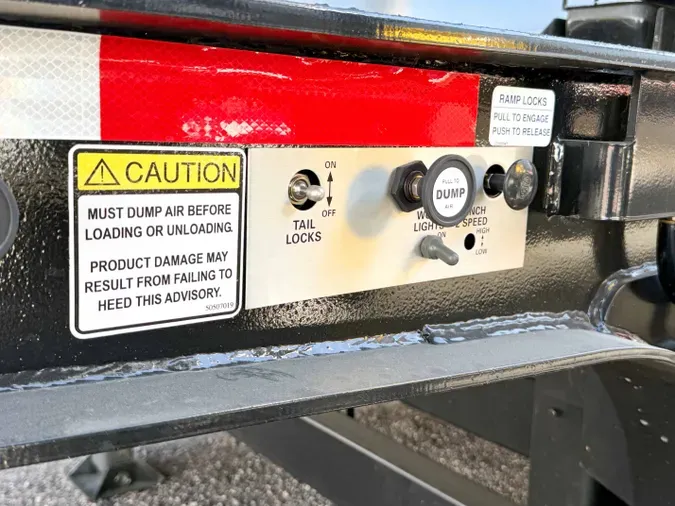 CAUTION
MUST DUMP AIR BEFORE
LOADING OR UNLOADING.
PRODUCT DAMAGE MAY
RESULT FROM FAILING TO
HEED THIS ADVISORY.
50597019
ON
OFF
TAIL
LOCKS
PULL TO
DUMP
AIR
LIGHTS
SPEED
ON
HIGH
LOW
RAMP LOCKS
PULL TO ENGAGE
PUSH TO RELEASE